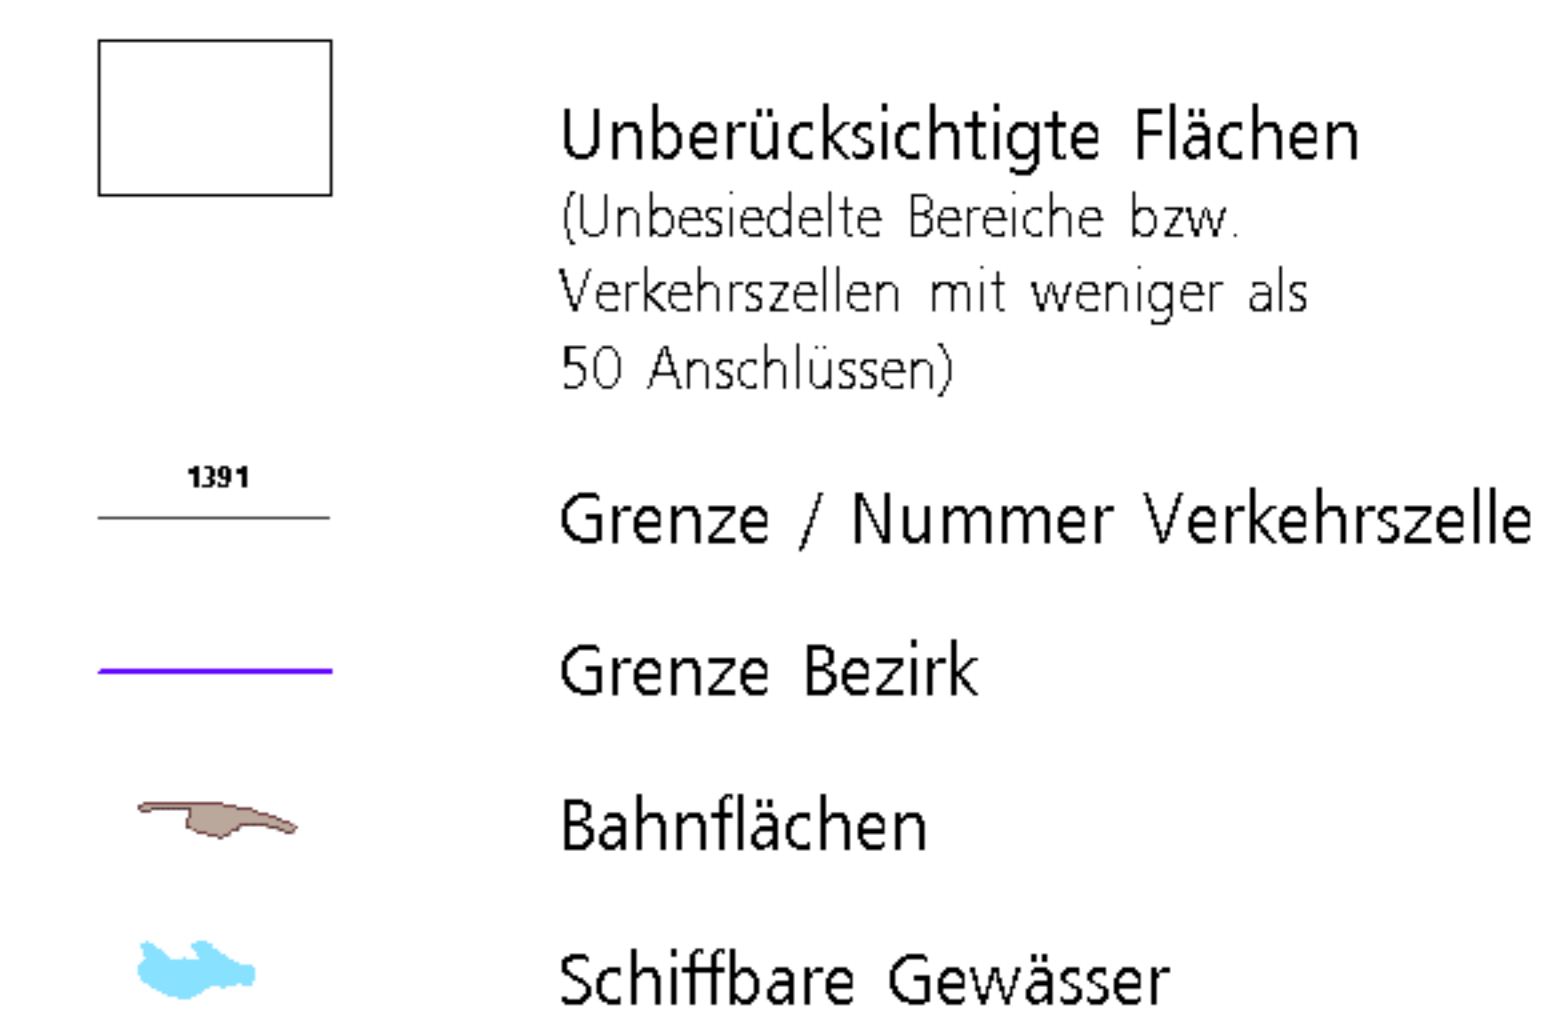 Unberücksichtigte Flächen
(Unbesiedelte Bereiche bzw.
Verkehrszellen mit weniger als
50 Anschlüssen)
1391
Grenze / Nummer Verkehrszelle
Grenze Bezirk
Bahnflächen
Schiffbare Gewässer